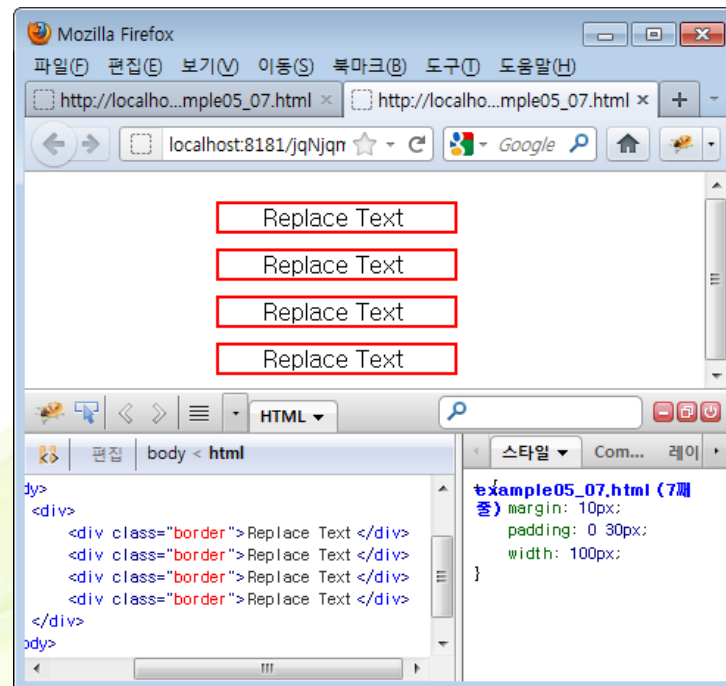 Mozilla Firefox
파일(F) 편집(E) 보기(V) 이동(S) 북마크(B) 도구(T) 도움말(H)
http://localho...mple05_07.html × http://localho...mple05_07.html × +
localhost:8181/jqNjqm Google
Replace Text
Replace Text
Replace Text
Replace Text
HTML
편집 body < html
dy>
<div>
<div class="border">Replace Text</div>
<div class="border">Replace Text</div>
<div class="border">Replace Text</div>
<div class="border">Replace Text</div>
</div>
ody>
스타일 Com... 레이
example05_07.html (7째
줄) margin: 10px;
padding: 0 30px;
width: 100px;
}